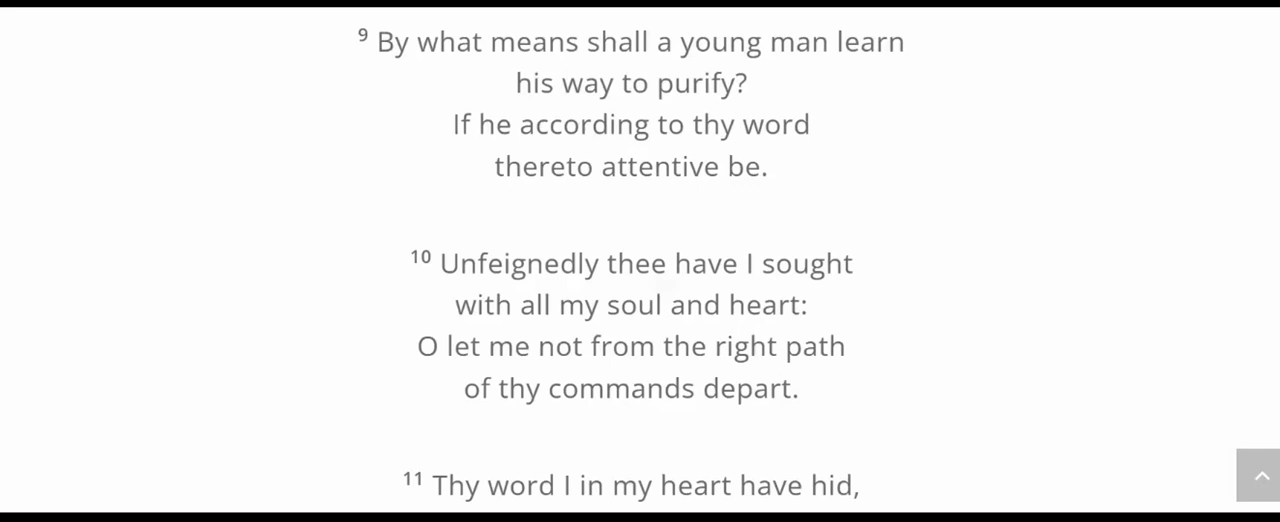 9 By what means shall a young man learn
his way to purify?
If he according to thy word
thereto attentive be.
10 Unfeignedly thee have I sought
with all my soul and heart:
O let me not from the right path
of thy commands depart.
11 Thy word I in my heart have hid,